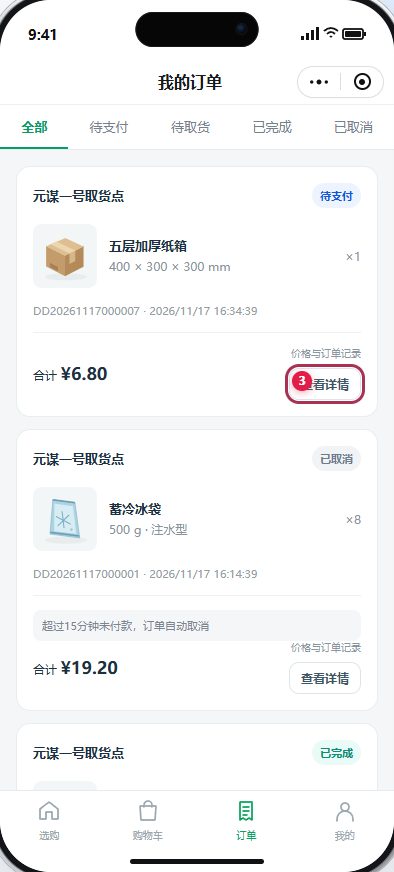 9:41
我的订单
全部 待支付 待取货 已完成 已取消
元谋一号取货点 待支付
五层加厚纸箱
400 × 300 × 300 mm ×1
DD20261117000007 · 2026/11/17 16:34:39
价格与订单记录
合计 ¥6.80
3 看详情
元谋一号取货点 已取消
蓄冷冰袋
500 g · 注水型 ×8
DD20261117000001 · 2026/11/17 16:14:39
超过15分钟未付款，订单自动取消
价格与订单记录
合计 ¥19.20 查看详情
元谋一号取货点 已完成
选购 购物车 订单 我的